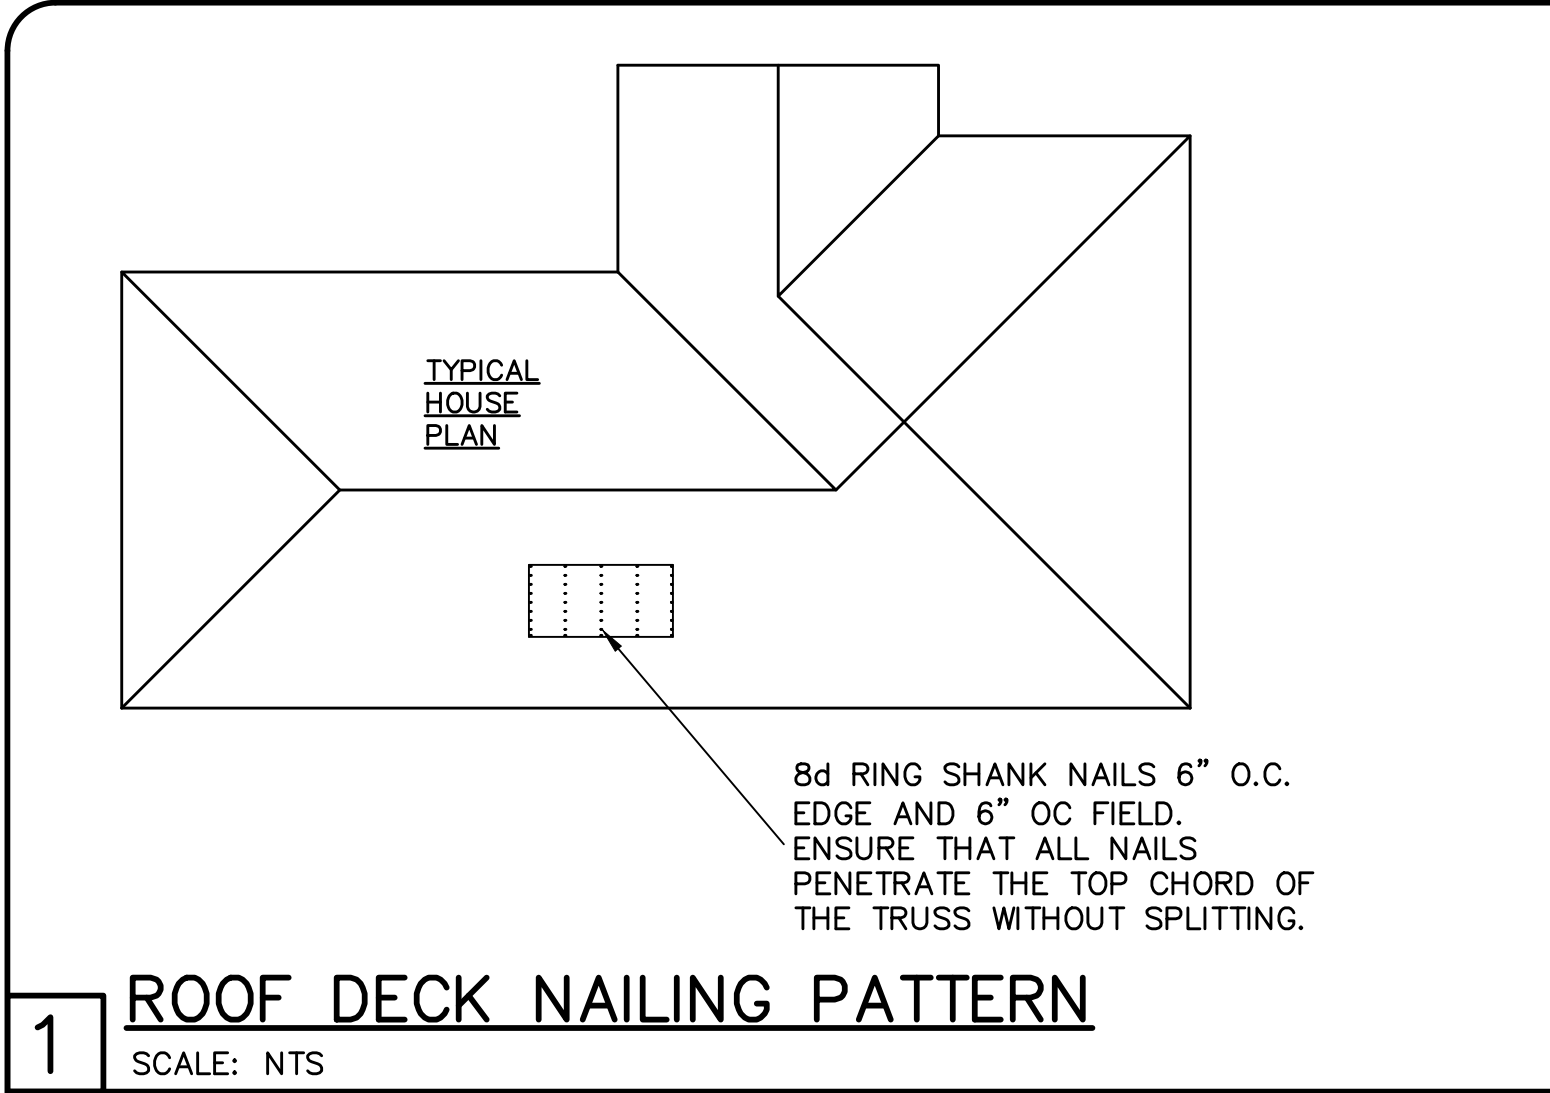 TYPICAL
HOUSE
PLAN
8d RING SHANK NAILS 6” O.C.
EDGE AND 6” OC FIELD.
ENSURE THAT ALL NAILS
PENETRATE THE TOP CHORD OF
THE TRUSS WITHOUT SPLITTING.
1
ROOF DECK NAILING PATTERN
SCALE: NTS